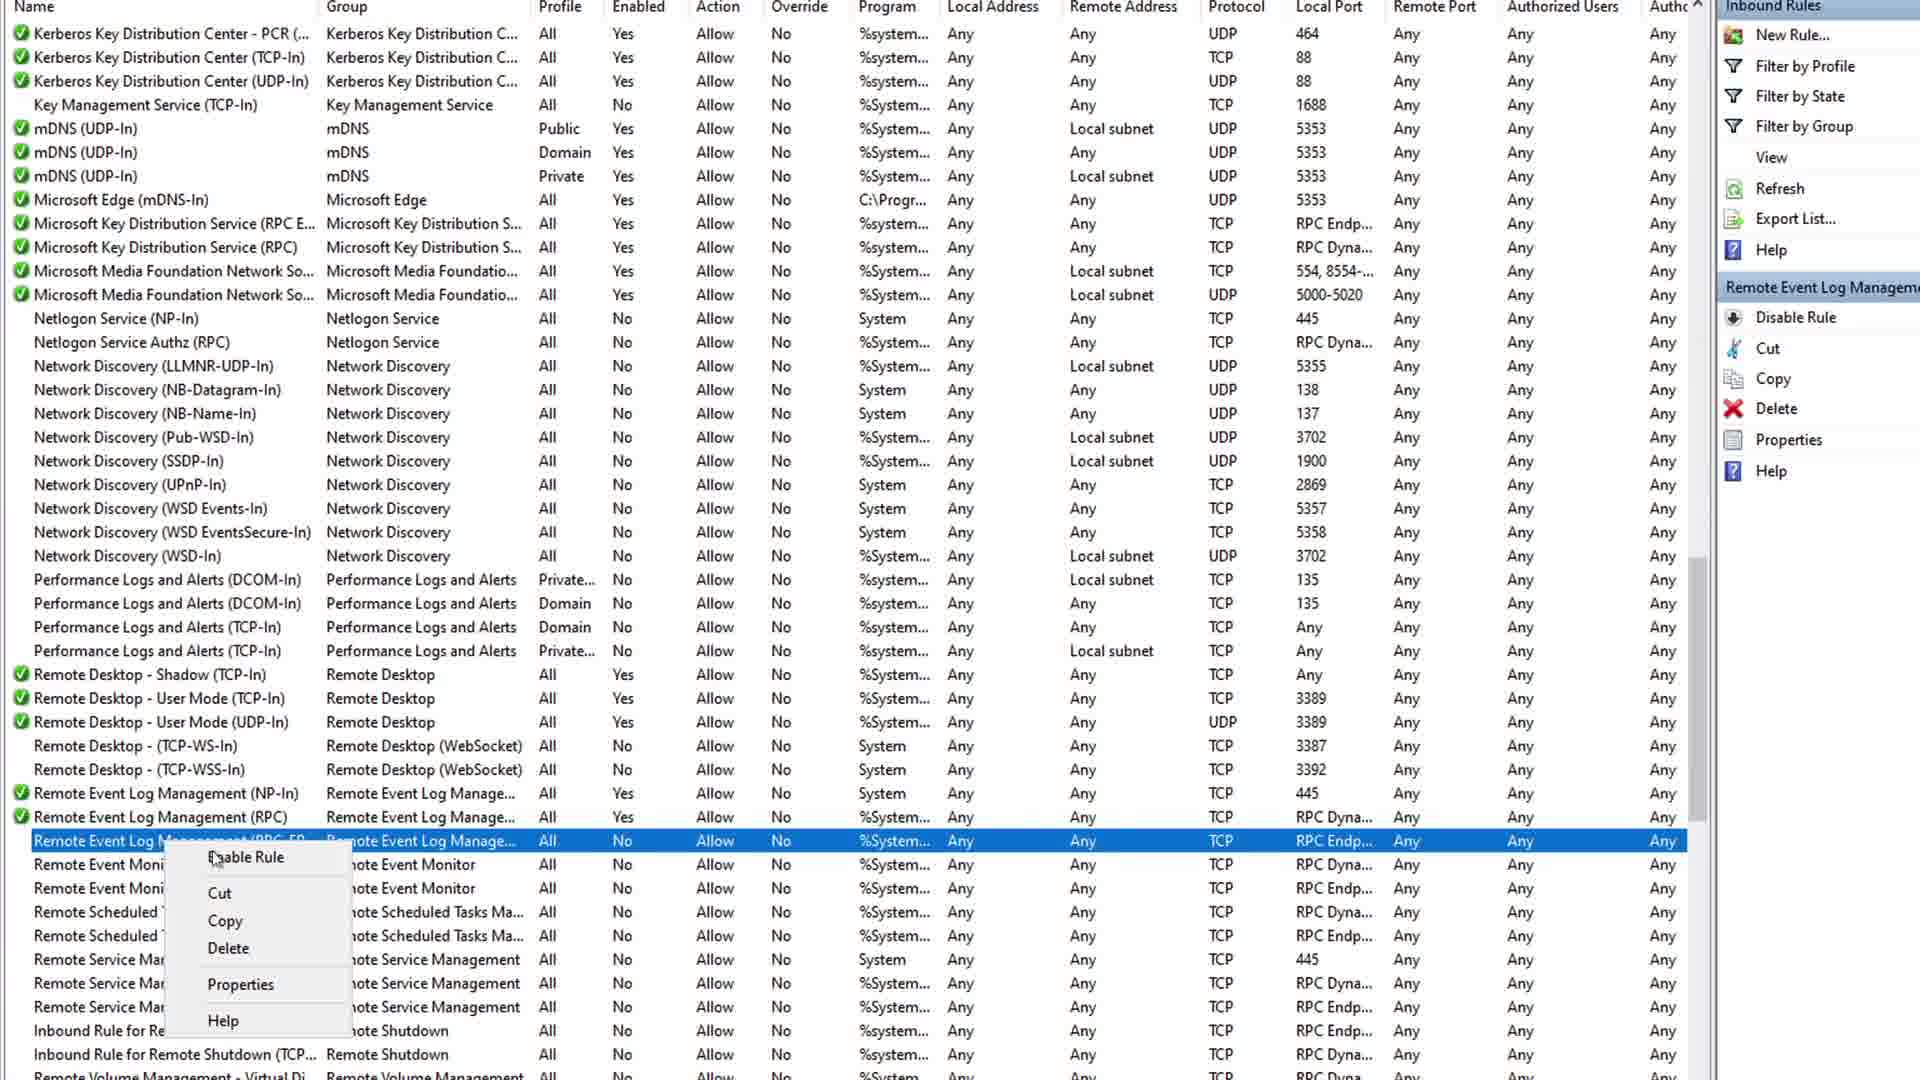 Name Group Profile Enabled Action Override Program Local Address Remote Address Protocol Local Port Remote Port Authorized Users Autho
Kerberos Key Distribution Center - PCR (... Kerberos Key Distribution C... All Yes Allow No %system... Any Any UDP 464 Any Any Any
Kerberos Key Distribution Center (TCP-In) Kerberos Key Distribution C... All Yes Allow No %system... Any Any TCP 88 Any Any Any
Kerberos Key Distribution Center (UDP-In) Kerberos Key Distribution C... All Yes Allow No %system... Any Any UDP 88 Any Any Any
Key Management Service (TCP-In) Key Management Service All No Allow No %System... Any Any TCP 1688 Any Any Any
mDNS (UDP-In) mDNS Public Yes Allow No %System... Any Local subnet UDP 5353 Any Any Any
mDNS (UDP-In) mDNS Domain Yes Allow No %System... Any Any UDP 5353 Any Any Any
mDNS (UDP-In) mDNS Private Yes Allow No %System... Any Local subnet UDP 5353 Any Any Any
Microsoft Edge (mDNS-In) Microsoft Edge All Yes Allow No C:\Progr... Any Any UDP 5353 Any Any Any
Microsoft Key Distribution Service (RPC E... Microsoft Key Distribution S... All Yes Allow No %system... Any Any TCP RPC Endp... Any Any Any
Microsoft Key Distribution Service (RPC) Microsoft Key Distribution S... All Yes Allow No %system... Any Any TCP RPC Dyna... Any Any Any
Microsoft Media Foundation Network So... Microsoft Media Foundatio... All Yes Allow No %System... Any Local subnet TCP 554, 8554-... Any Any Any
Microsoft Media Foundation Network So... Microsoft Media Foundatio... All Yes Allow No %System... Any Local subnet UDP 5000-5020 Any Any Any
Netlogon Service (NP-In) Netlogon Service All No Allow No System Any Any TCP 445 Any Any Any
Netlogon Service Authz (RPC) Netlogon Service All No Allow No %System... Any Any TCP RPC Dyna... Any Any Any
Network Discovery (LLMNR-UDP-In) Network Discovery All No Allow No %System... Any Local subnet UDP 5355 Any Any Any
Network Discovery (NB-Datagram-In) Network Discovery All No Allow No System Any Any UDP 138 Any Any Any
Network Discovery (NB-Name-In) Network Discovery All No Allow No System Any Any UDP 137 Any Any Any
Network Discovery (Pub-WSD-In) Network Discovery All No Allow No %System... Any Local subnet UDP 3702 Any Any Any
Network Discovery (SSDP-In) Network Discovery All No Allow No %System... Any Local subnet UDP 1900 Any Any Any
Network Discovery (UPnP-In) Network Discovery All No Allow No System Any Any TCP 2869 Any Any Any
Network Discovery (WSD Events-In) Network Discovery All No Allow No System Any Any TCP 5357 Any Any Any
Network Discovery (WSD EventsSecure-In) Network Discovery All No Allow No System Any Any TCP 5358 Any Any Any
Network Discovery (WSD-In) Network Discovery All No Allow No %System... Any Local subnet UDP 3702 Any Any Any
Performance Logs and Alerts (DCOM-In) Performance Logs and Alerts Private... No Allow No %system... Any Local subnet TCP 135 Any Any Any
Performance Logs and Alerts (DCOM-In) Performance Logs and Alerts Domain No Allow No %system... Any Any TCP 135 Any Any Any
Performance Logs and Alerts (TCP-In) Performance Logs and Alerts Domain No Allow No %system... Any Any TCP Any Any Any Any
Performance Logs and Alerts (TCP-In) Performance Logs and Alerts Private... No Allow No %system... Any Local subnet TCP Any Any Any Any
Remote Desktop - Shadow (TCP-In) Remote Desktop All Yes Allow No %System... Any Any TCP Any Any Any Any
Remote Desktop - User Mode (TCP-In) Remote Desktop All Yes Allow No %System... Any Any TCP 3389 Any Any Any
Remote Desktop - User Mode (UDP-In) Remote Desktop All Yes Allow No %System... Any Any UDP 3389 Any Any Any
Remote Desktop - (TCP-WS-In) Remote Desktop (WebSocket) All No Allow No System Any Any TCP 3387 Any Any Any
Remote Desktop - (TCP-WSS-In) Remote Desktop (WebSocket) All No Allow No System Any Any TCP 3392 Any Any Any
Remote Event Log Management (NP-In) Remote Event Log Manage... All Yes Allow No System Any Any TCP 445 Any Any Any
Remote Event Log Management (RPC) Remote Event Log Manage... All Yes Allow No %System... Any Any TCP RPC Dyna... Any Any Any
Remote Event Log Remote Event Log Manage... All No Allow No %System... Any Any TCP RPC Endp... Any Any Any
Remote Event Moni mote Event Monitor All No Allow No %System... Any Any TCP RPC Dyna... Any Any Any
Remote Event Moni mote Event Monitor All No Allow No %System... Any Any TCP RPC Endp... Any Any Any
Remote Scheduled mote Scheduled Tasks Ma... All No Allow No %System... Any Any TCP RPC Dyna... Any Any Any
Remote Scheduled mote Scheduled Tasks Ma... All No Allow No %System... Any Any TCP RPC Endp... Any Any Any
Remote Service Mar mote Service Management All No Allow No System Any Any TCP 445 Any Any Any
Remote Service Mar mote Service Management All No Allow No %System... Any Any TCP RPC Dyna... Any Any Any
Remote Service Mar mote Service Management All No Allow No %System... Any Any TCP RPC Endp... Any Any Any
Inbound Rule for Re mote Shutdown All No Allow No %system... Any Any TCP RPC Endp... Any Any Any
Inbound Rule for Remote Shutdown (TCP... Remote Shutdown All No Allow No %system... Any Any TCP RPC Dyna... Any Any Any
Remote Volume Management - Virtual Di... Remote Volume Management All No Allow No %System... Any Any TCP RPC Dyna... Any Any Any
Enable Rule
Cut
Copy
Delete
Properties
Help
Inbound Rules
New Rule...
Filter by Profile
Filter by State
Filter by Group
View
Refresh
Export List...
Help
Remote Event Log Manageme
Disable Rule
Cut
Copy
Delete
Properties
Help